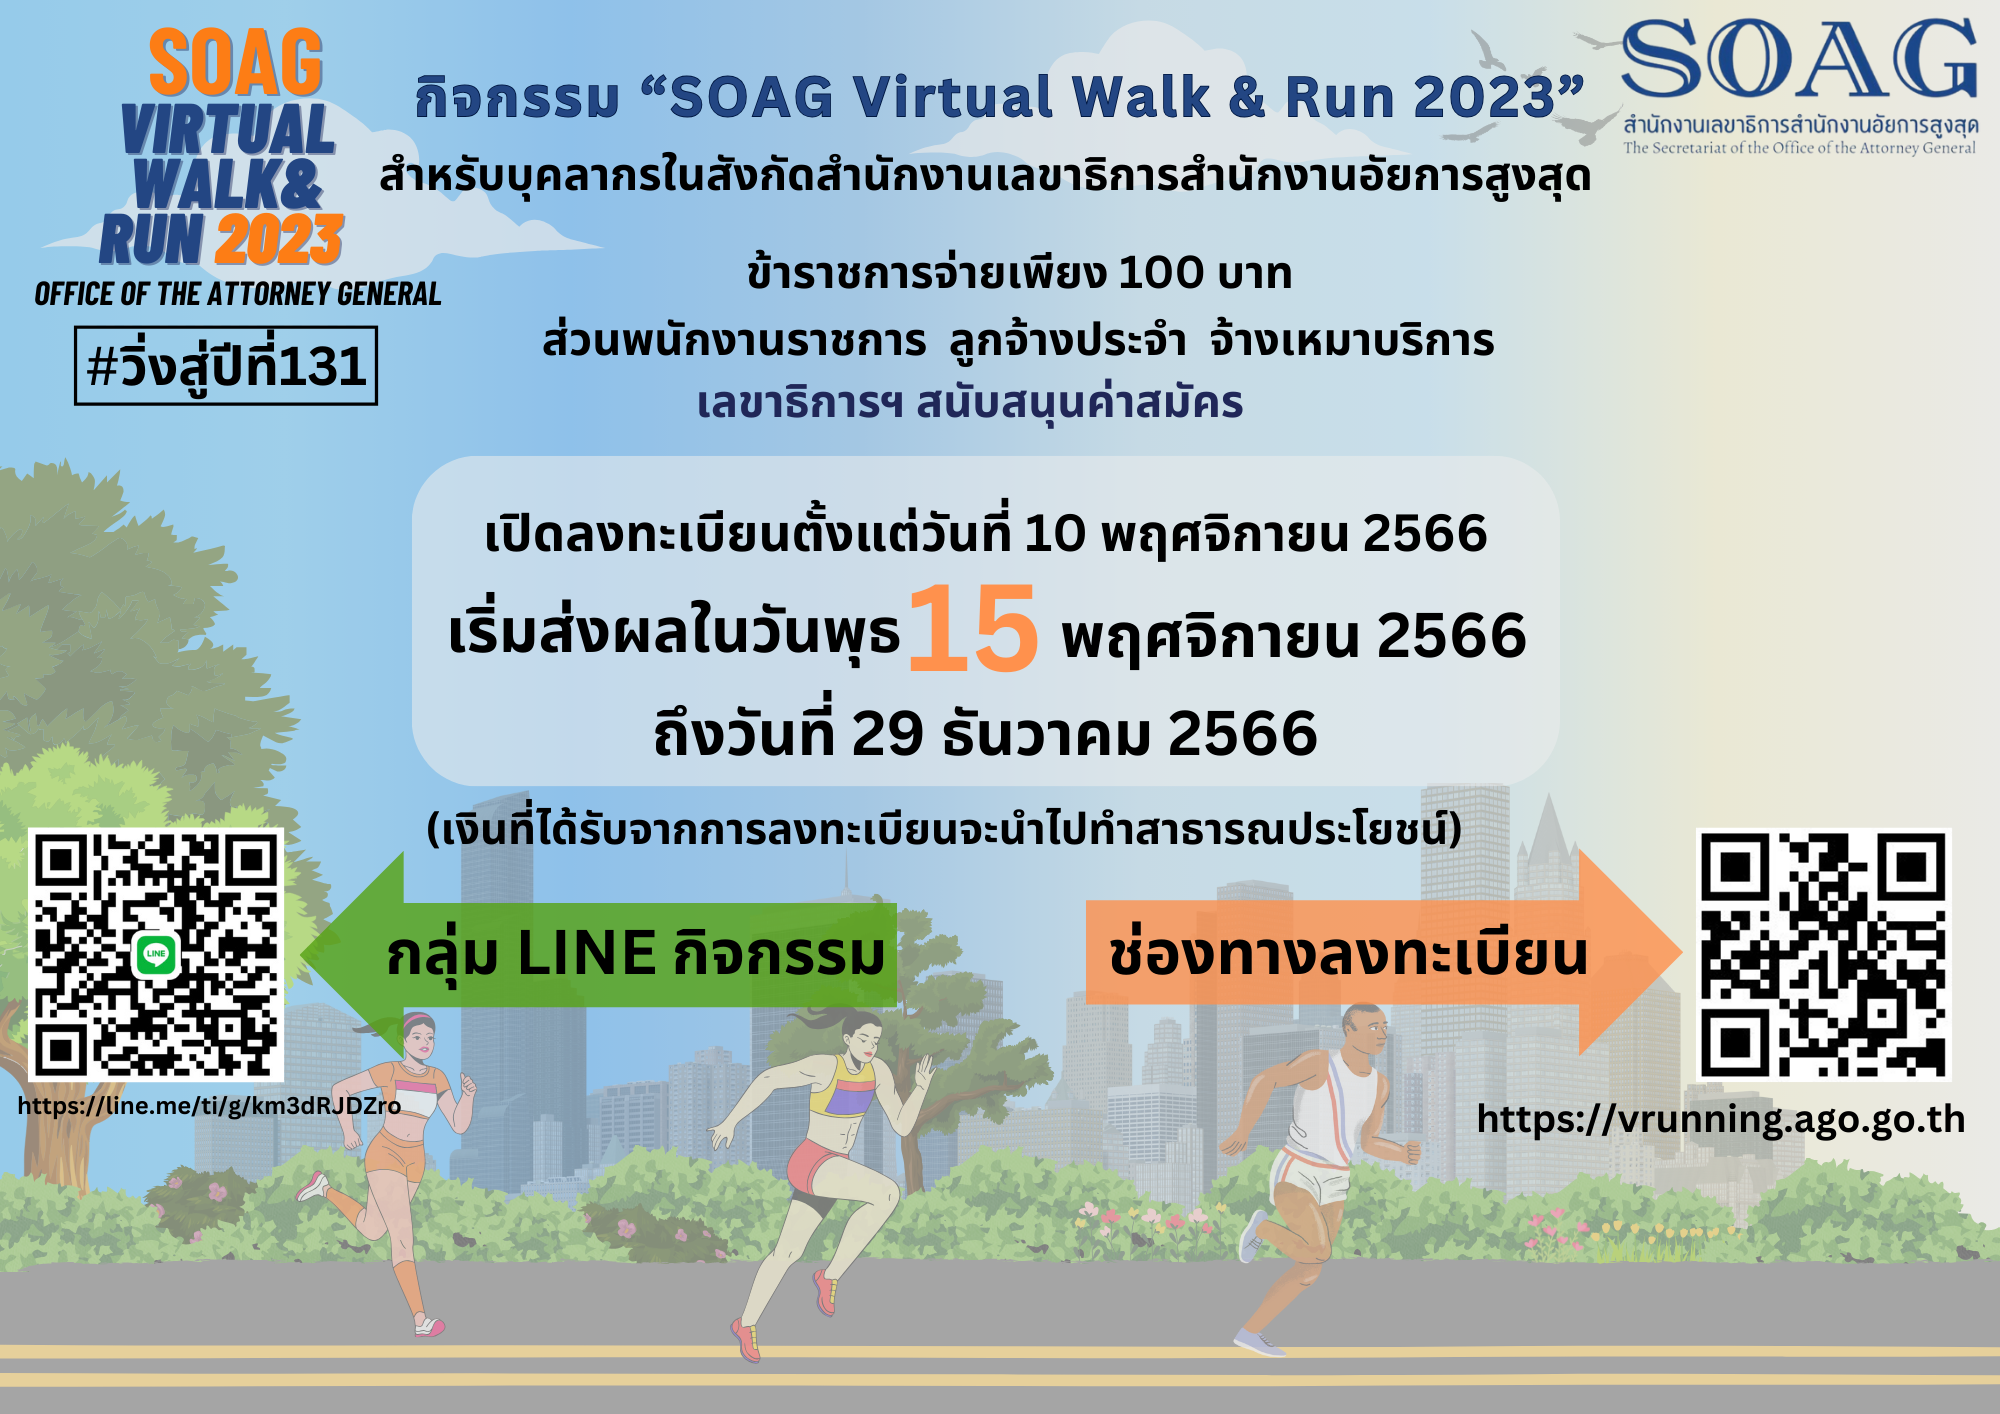 SOAG
VIRTUAL
WALK&
RUN 2023
OFFICE OF THE ATTORNEY GENERAL
#วิ่งสู่ปีที่131
SOAG
สำนักงานเลขาธิการสำนักงานอัยการสูงสุด
The Secretariat of the Office of the Attorney General
กิจกรรม “SOAG Virtual Walk & Run 2023”
สำหรับบุคลากรในสังกัดสำนักงานเลขาธิการสำนักงานอัยการสูงสุด
ข้าราชการจ่ายเพียง 100 บาท
ส่วนพนักงานราชการ ลูกจ้างประจำ จ้างเหมาบริการ
เลขาธิการฯ สนับสนุนค่าสมัคร
เปิดลงทะเบียนตั้งแต่วันที่ 10 พฤศจิกายน 2566
เริ่มส่งผลในวันพุธ 15 พฤศจิกายน 2566
ถึงวันที่ 29 ธันวาคม 2566
(เงินที่ได้รับจากการลงทะเบียนจะนำไปทำสาธารณประโยชน์)
กลุ่ม LINE กิจกรรม
ช่องทางลงทะเบียน
LINE
https://line.me/ti/g/km3dRJDZro
https://vrunning.ago.go.th